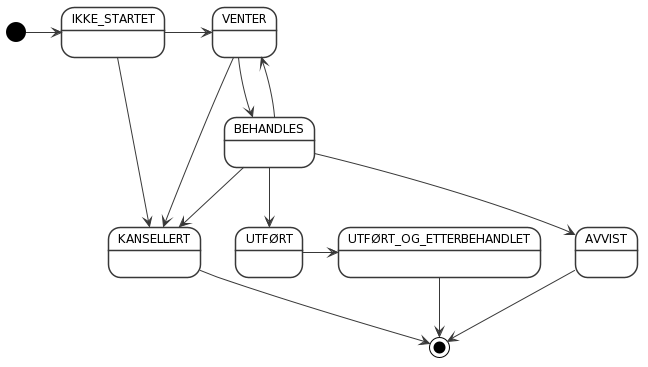 IKKE_STARTET
VENTER
BEHANDLES
KANSELLERT
UTFØRT
UTFØRT_OG_ETTERBEHANDLET
AVVIST